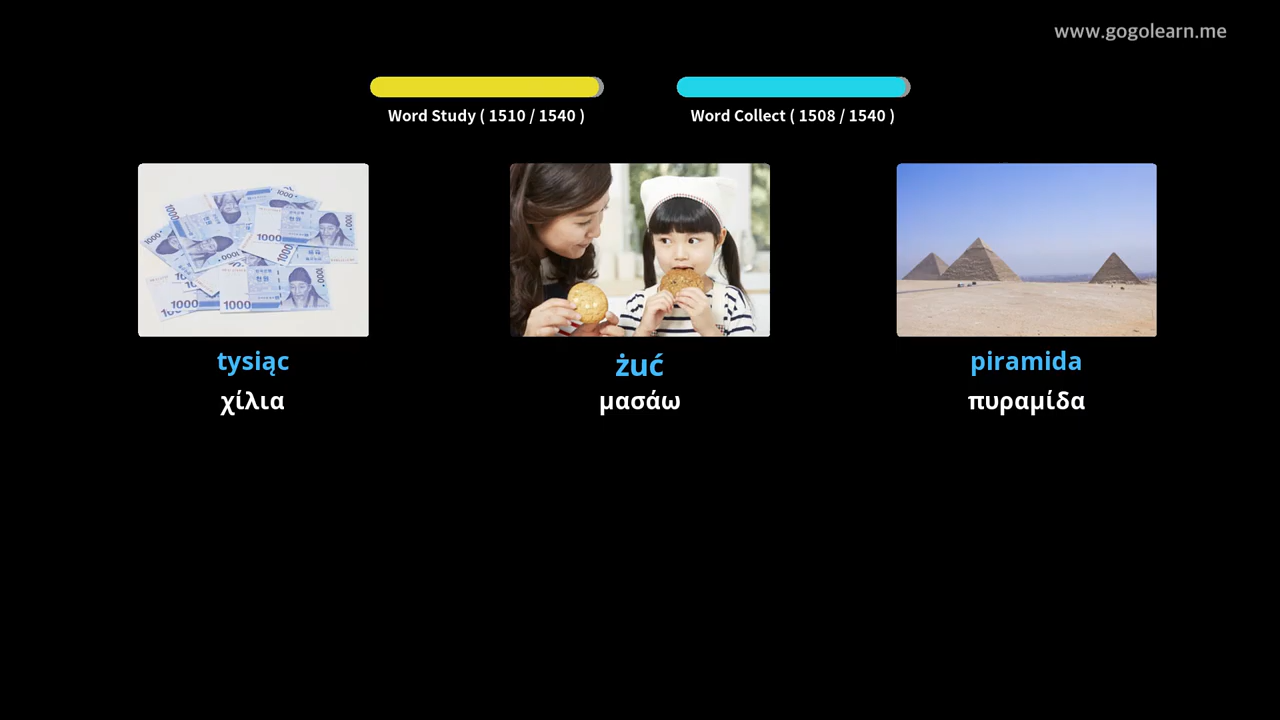 www.gogolearn.me
Word Study ( 1510 / 1540 )
Word Collect ( 1508 / 1540 )
tysiąc
żuć
piramida
χίλια
μασάω
πυραμίδα